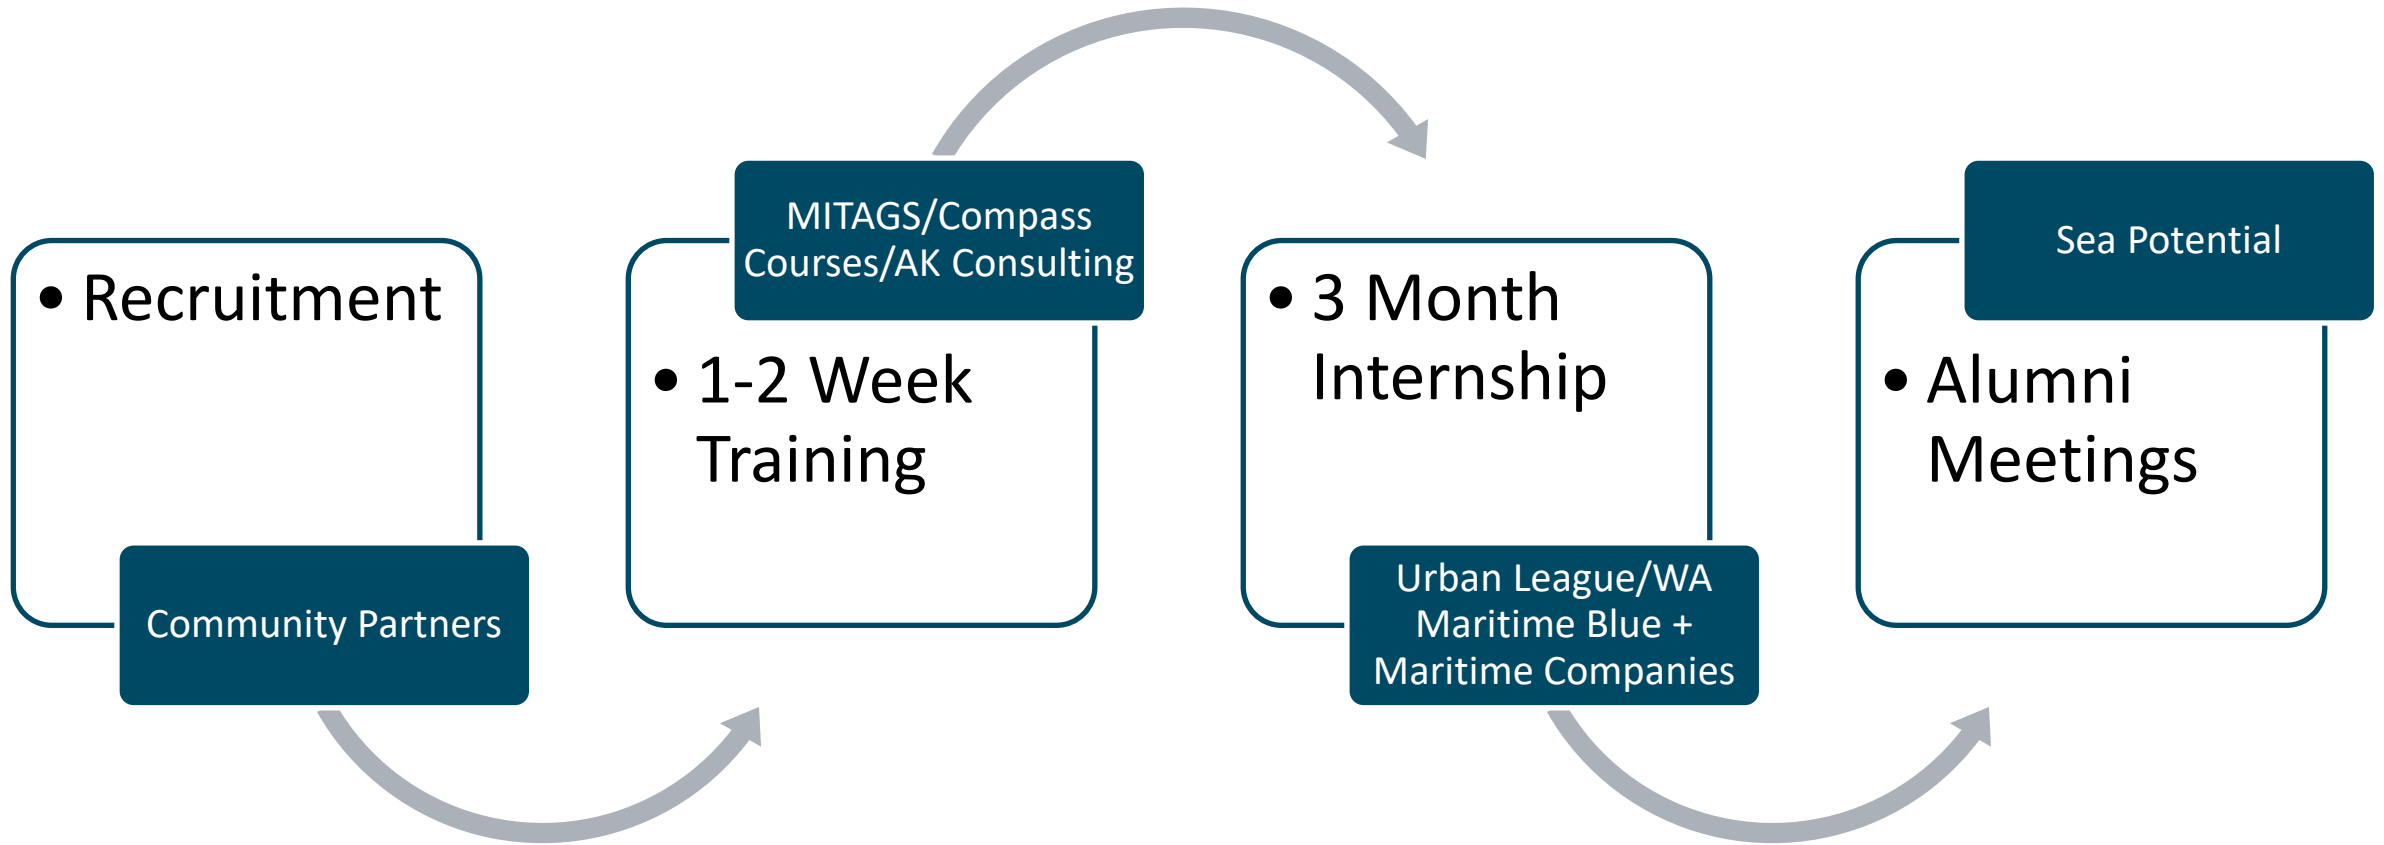 • Recruitment
Community Partners
MITAGS/Compass
Courses/AK Consulting
• 1-2 Week
Training
• 3 Month
Internship
Urban League/WA
Maritime Blue +
Maritime Companies
Sea Potential
• Alumni
Meetings